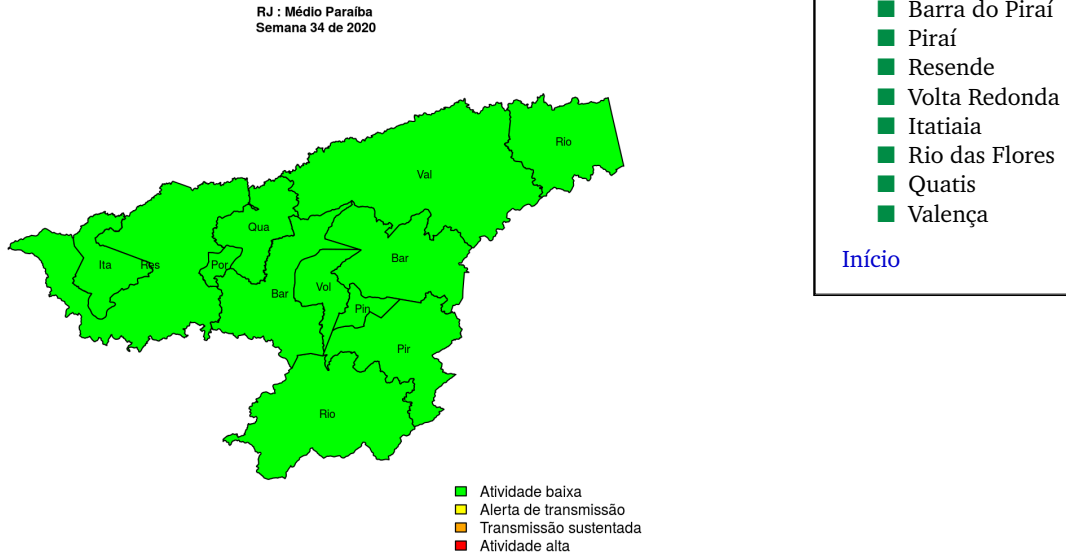 RJ : Médio Paraíba
Semana 34 de 2020
Rio
Val
Qua
Ita
Res
Por
Bar
Bar
Vol
Pin
Pir
Rio
Atividade baixa
Alerta de transmissão
Transmissão sustentada
Atividade alta
Barra do Piraí
Piraí
Resende
Volta Redonda
Itatiaia
Rio das Flores
Quatis
Valença
Início